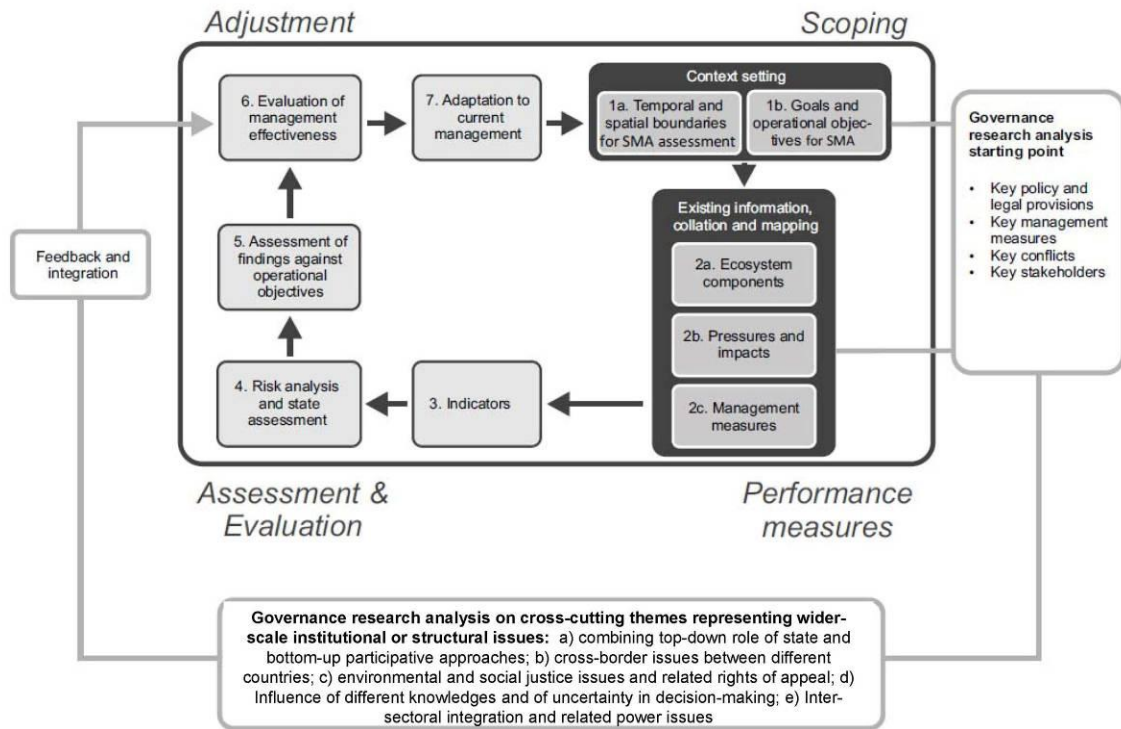 Adjustment
Scoping
6. Evaluation of
management
effectiveness
7. Adaptation to
current
management
Context setting
1a. Temporal and
spatial boundaries
for SMA assessment
1b. Goals and
operational objec-
tives for SMA
Governance
research analysis
starting point
• Key policy and
legal provisions
• Key management
measures
• Key conflicts
• Key stakeholders
Existing information,
collation and mapping
2a. Ecosystem
components
2b. Pressures and
impacts
2c. Management
measures
Feedback and
integration
5. Assessment of
findings against
operational
objectives
4. Risk analysis
and state
assessment
3. Indicators
Assessment &
Evaluation
Performance
measures
Governance research analysis on cross-cutting themes representing wider-
scale institutional or structural issues: a) combining top-down role of state and
bottom-up participative approaches; b) cross-border issues between different
countries; c) environmental and social justice issues and related rights of appeal; d)
Influence of different knowledges and of uncertainty in decision-making; e) Inter-
sectoral integration and related power issues